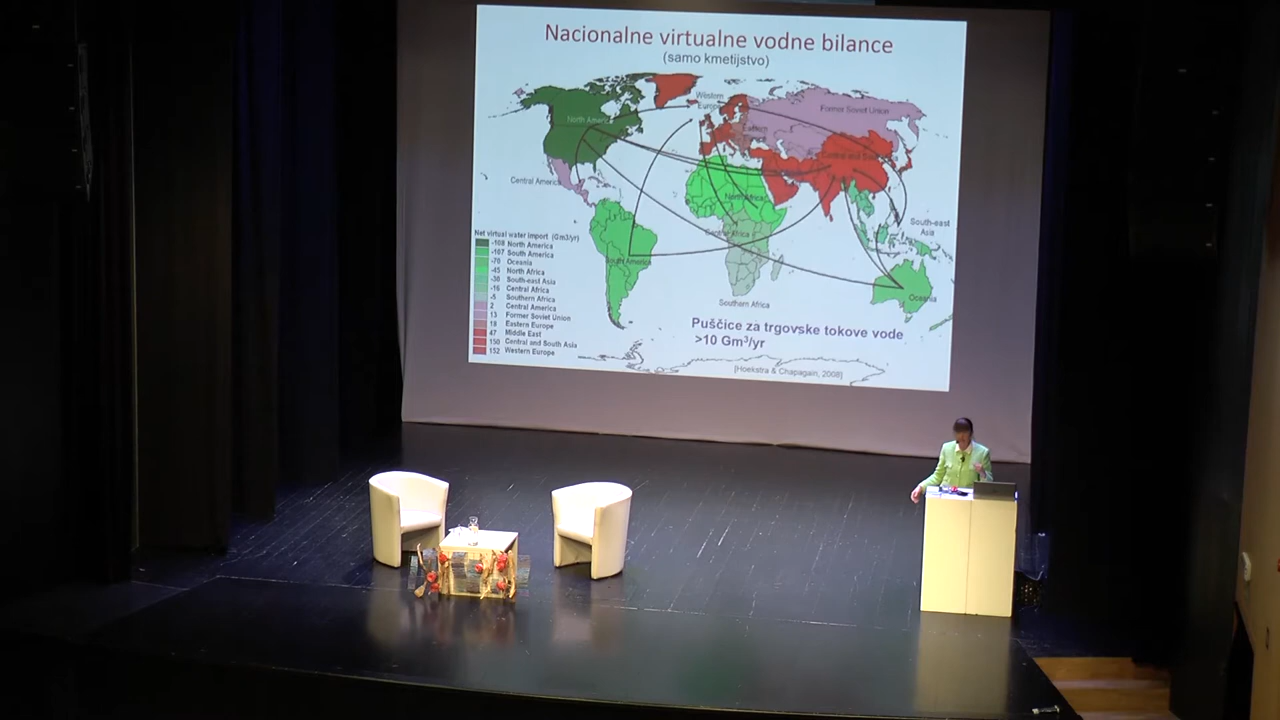 Nacionalne virtualne vodne bilance
(samo kmetijstvo)
Western
Europe
Former Soviet Union
North America
Eastern
Central America
North Africa
Central Africa
South-east
Asia
South America
Oceania
Southern Africa
Net virtual water import (Gm3/yr)
-108 North America
-107 South America
-70 Oceania
-45 North Africa
-30 South-east Asia
-16 Central Africa
-5 Southern Africa
2 Central America
13 Former Soviet Union
18 Eastern Europe
47 Middle East
150 Central and South Asia
152 Western Europe
Puščice za trgovske tokove vode
>10 Gm³/yr
[Hoekstra & Chapagain, 2008]